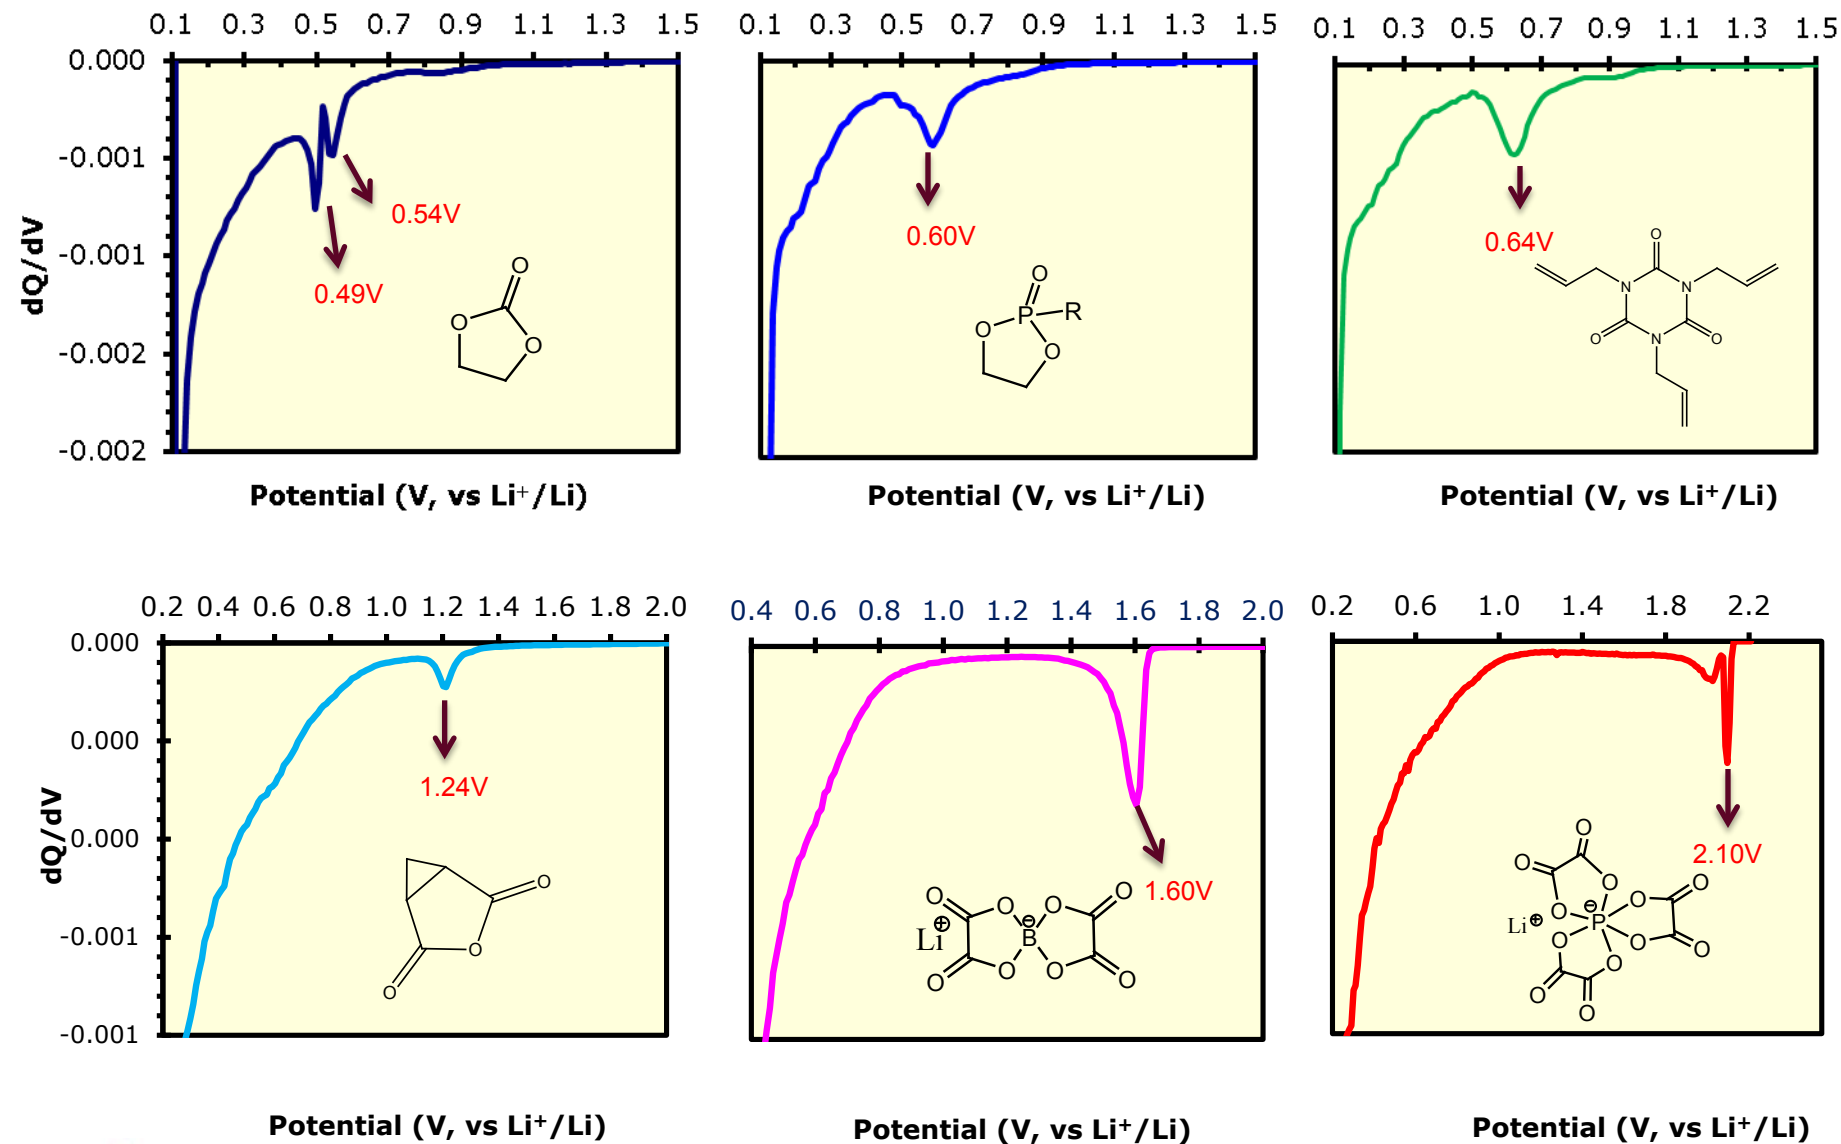 0.1 0.3 0.5 0.7 0.9 1.1 1.3 1.5
0.000
-0.001
-0.001
-0.002
-0.002
dQ/dV
0.54V
0.49V
O
O
O
Potential (V, vs Li⁺/Li)
0.1 0.3 0.5 0.7 0.9 1.1 1.3 1.5
0.60V
O
P R
O
O
Potential (V, vs Li⁺/Li)
0.1 0.3 0.5 0.7 0.9 1.1 1.3 1.5
0.64V
O
N N
O N O
Potential (V, vs Li⁺/Li)
0.2 0.4 0.6 0.8 1.0 1.2 1.4 1.6 1.8 2.0
0.000
0.000
0.000
-0.001
-0.001
dQ/dV
1.24V
O
O
O
Potential (V, vs Li⁺/Li)
0.4 0.6 0.8 1.0 1.2 1.4 1.6 1.8 2.0
1.60V
O O O O
Li⊕ B⊖
O O O O
Potential (V, vs Li⁺/Li)
0.2 0.6 1.0 1.4 1.8 2.2
2.10V
O
O
O O O
O
Li⊕ P⊖
O O O
O
O
O
Potential (V, vs Li⁺/Li)